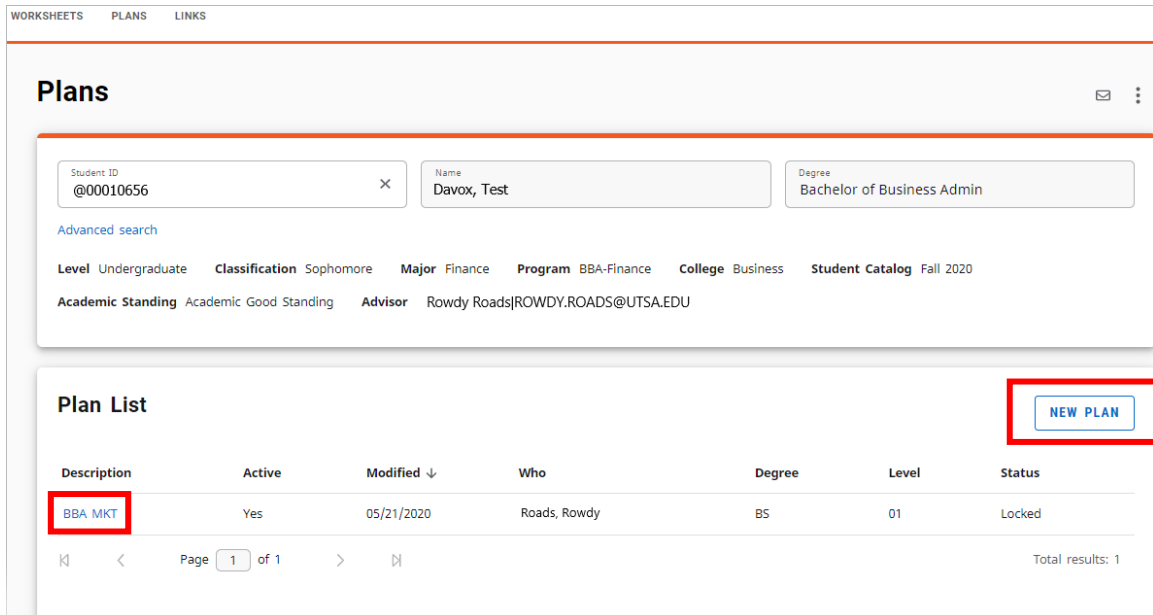 WORKSHEETS PLANS LINKS
Plans
Student ID
@00010656
Name
Davox, Test
Degree
Bachelor of Business Admin
Advanced search
Level Undergraduate Classification Sophomore Major Finance Program BBA-Finance College Business Student Catalog Fall 2020
Academic Standing Academic Good Standing Advisor Rowdy Roads|ROWDY.ROADS@UTSA.EDU
Plan List
NEW PLAN
Description Active Modified Who Degree Level Status
BBA MKT Yes 05/21/2020 Roads, Rowdy BS 01 Locked
Page 1 of 1 Total results: 1